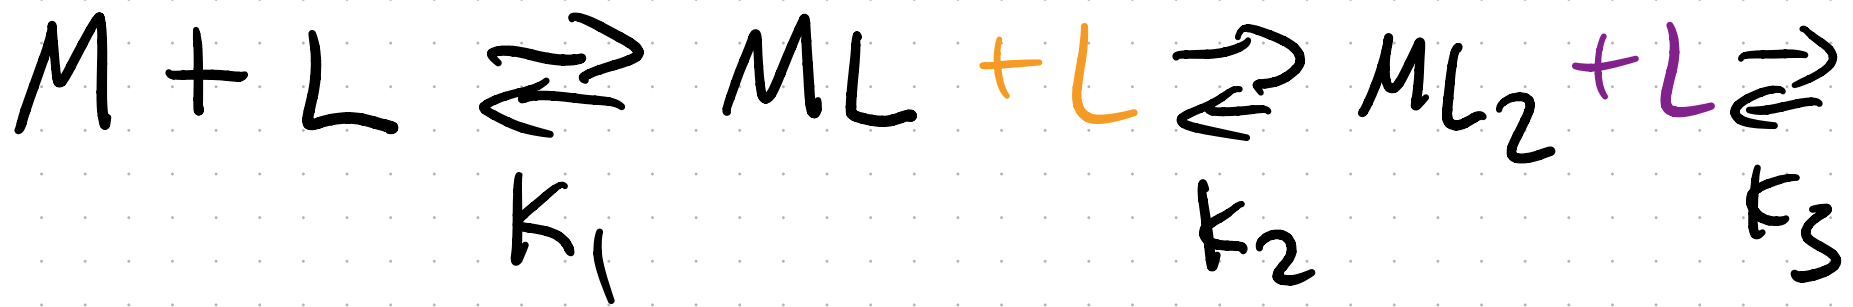 M + L ⇌ ML + L ⇌ ML₂ + L ⇌
K₁ K₂ K₃